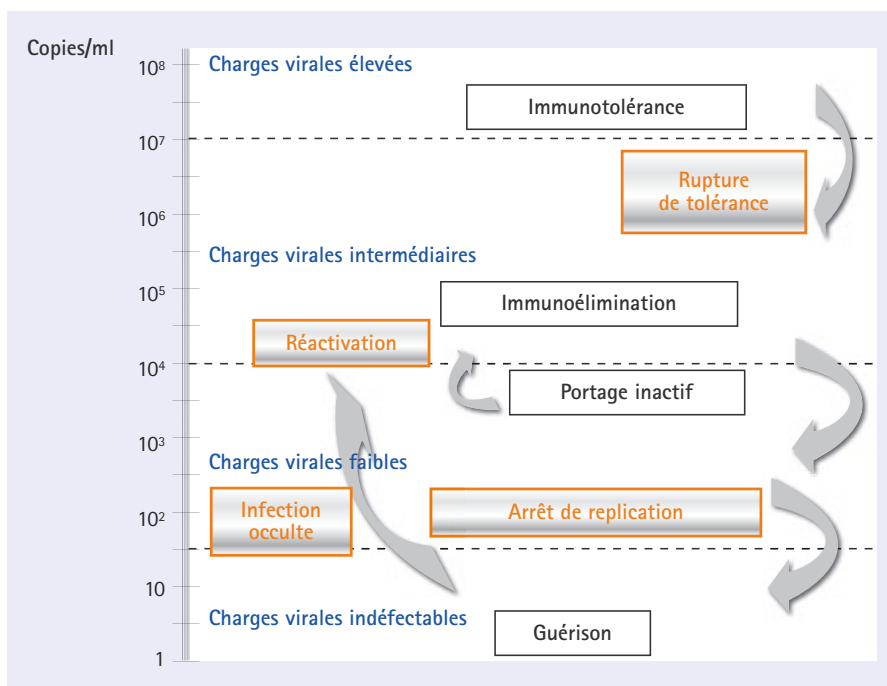 Copies/ml
10⁸
Charges virales élevées
Immunotolérance
10⁷
Rupture
de tolérance
10⁶
Charges virales intermédiaires
10⁵
Immunoélimination
Réactivation
10⁴
Portage inactif
10³
Charges virales faibles
Infection
occulte
10²
Arrêt de replication
10
Charges virales indéfectables
Guérison
1